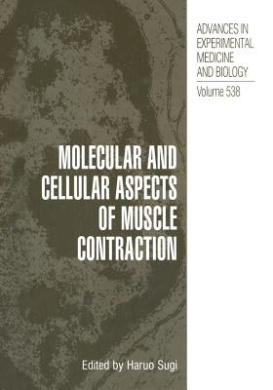 ADVANCES IN
EXPERIMENTAL
MEDICINE
AND BIOLOGY
Volume 538
MOLECULAR AND
CELLULAR ASPECTS
OF MUSCLE
CONTRACTION
Edited by Haruo Sugi